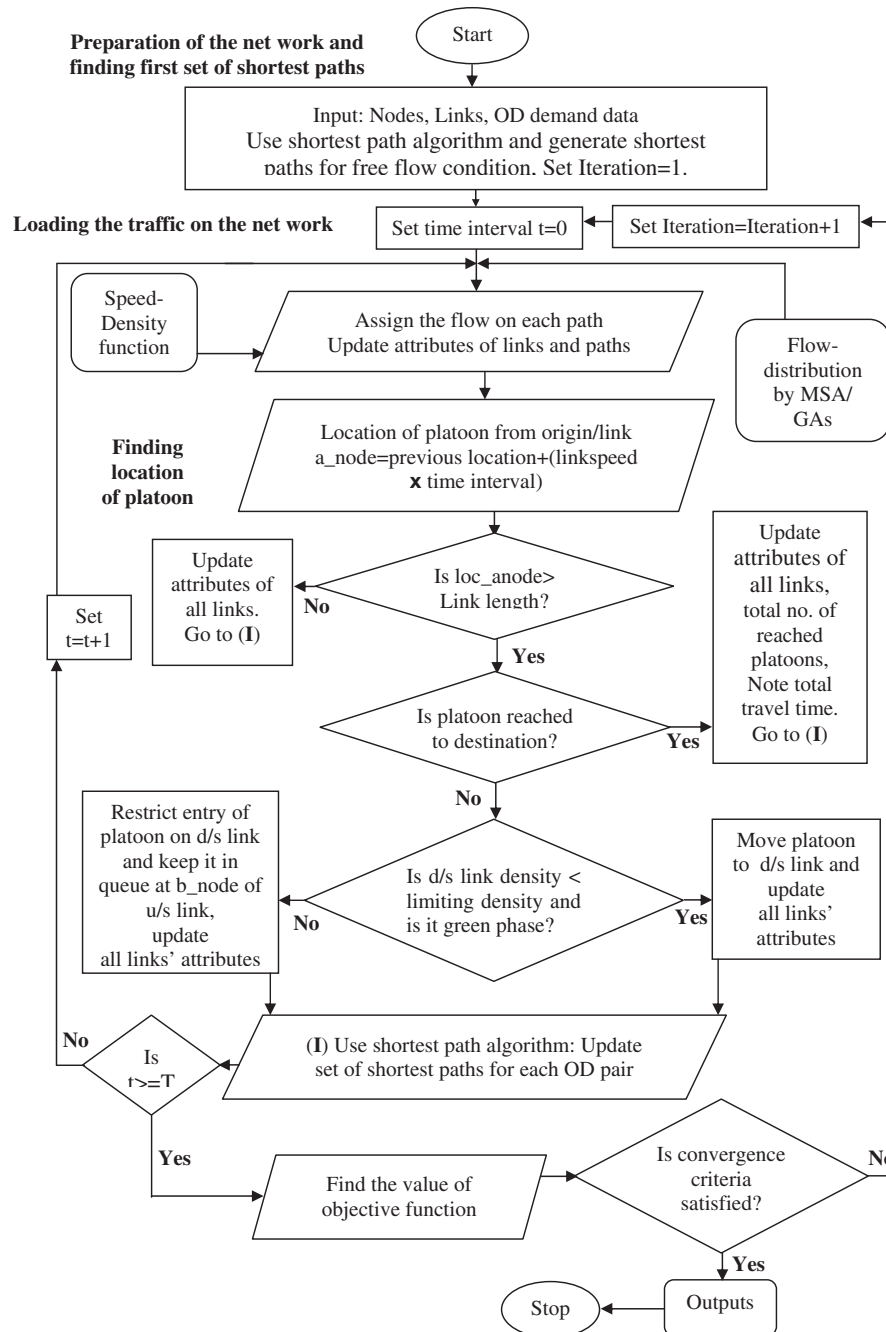 Start
Preparation of the net work and
finding first set of shortest paths
Input: Nodes, Links, OD demand data
Use shortest path algorithm and generate shortest
paths for free flow condition. Set Iteration=1.
Loading the traffic on the net work
Set time interval t=0
Set Iteration=Iteration+1
Speed-
Density
function
Assign the flow on each path
Update attributes of links and paths
Flow-
distribution
by MSA/
GAs
Finding
location
of platoon
Location of platoon from origin/link
a_node=previous location+(linkspeed
x time interval)
Update
attributes of
all links.
Go to (I)
No
Is loc_anode>
Link length?
Update
attributes of
all links,
total no. of
reached
platoons,
Note total
travel time.
Go to (I)
Set
t=t+1
Yes
Is platoon reached
to destination?
Yes
No
Restrict entry of
platoon on d/s link
and keep it in
queue at b_node of
u/s link,
update
all links’ attributes
No
Is d/s link density <
limiting density and
is it green phase?
Yes
Move platoon
to d/s link and
update
all links’
attributes
No
Is
t>=T
(I) Use shortest path algorithm: Update
set of shortest paths for each OD pair
Yes
Find the value of
objective function
Is convergence
criteria
satisfied?
No
Yes
Stop
Outputs